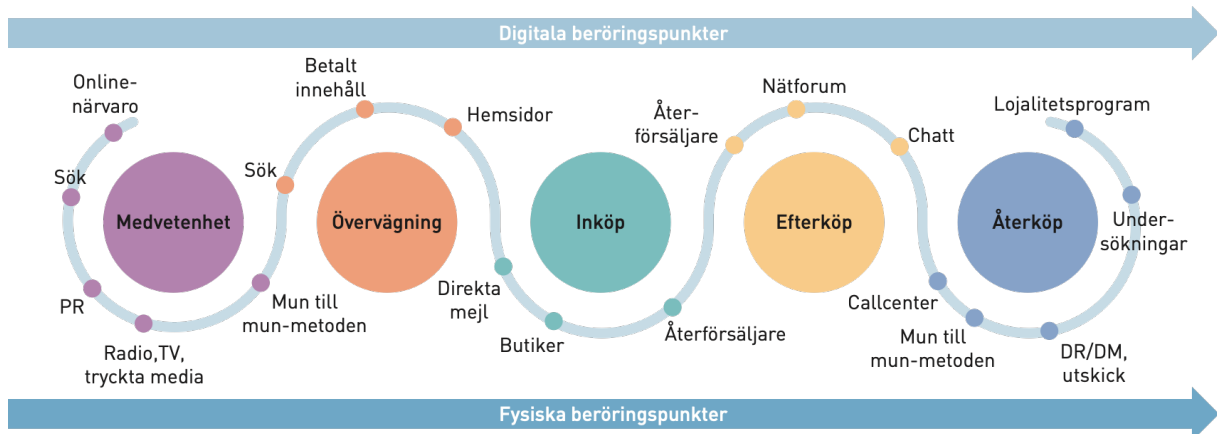 Digitala beröringspunkter
Online-
närvaro
Sök
PR
Radio,TV,
tryckta media
Mun till
mun-metoden
Medvetenhet
Sök
Betalt
innehåll
Hemsidor
Övervägning
Direkta
mejl
Butiker
Återförsäljare
Inköp
Åter-
försäljare
Nätforum
Chatt
Efterköp
Callcenter
Mun till
mun-metoden
DR/DM,
utskick
Under-
sökningar
Lojalitetsprogram
Återköp
Fysiska beröringspunkter